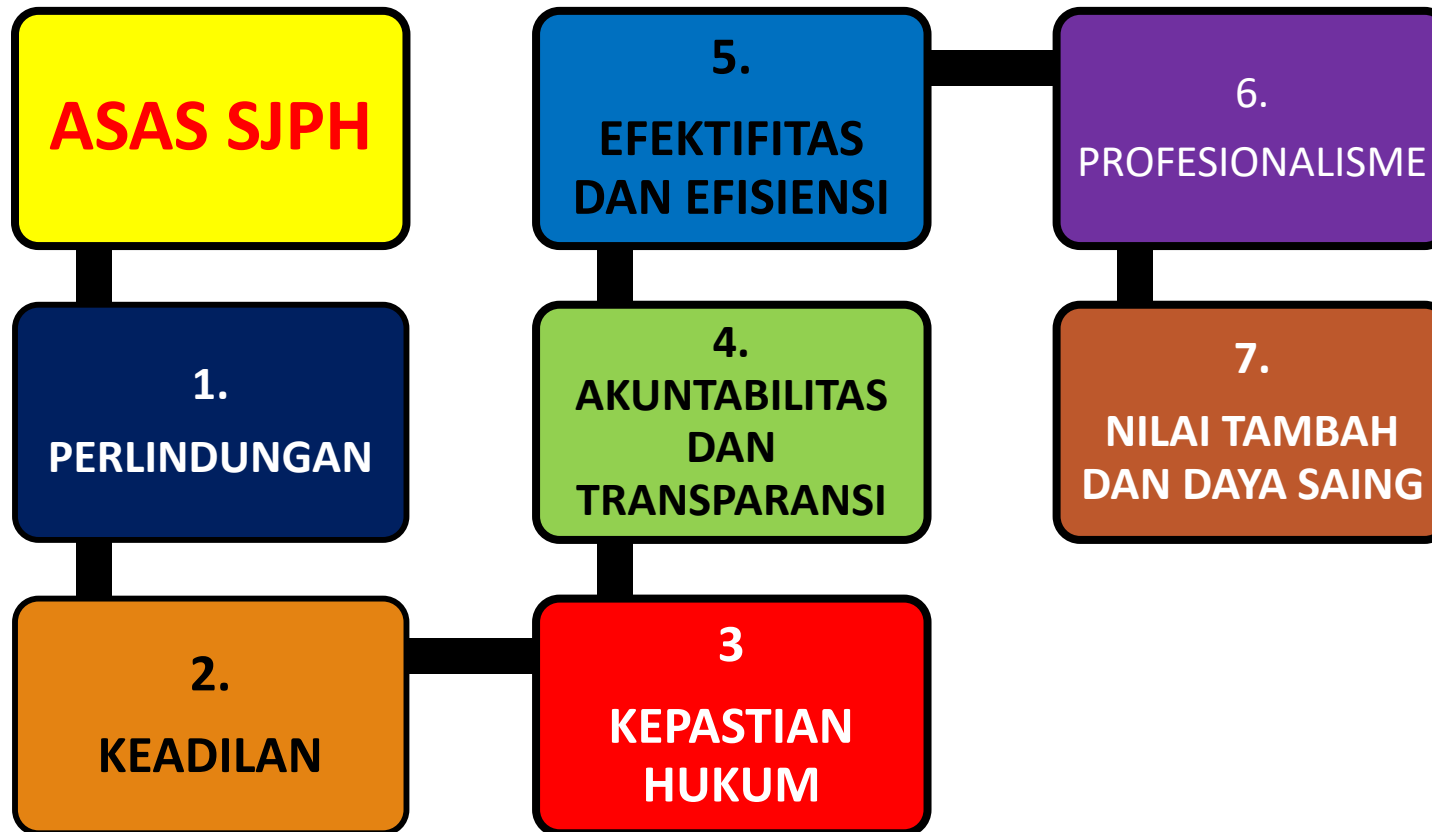 ASAS SJPH
1.
PERLINDUNGAN
2.
KEADILAN
3
KEPASTIAN
HUKUM
4.
AKUNTABILITAS
DAN
TRANSPARANSI
5.
EFEKTIFITAS
DAN EFISIENSI
6.
PROFESIONALISME
7.
NILAI TAMBAH
DAN DAYA SAING